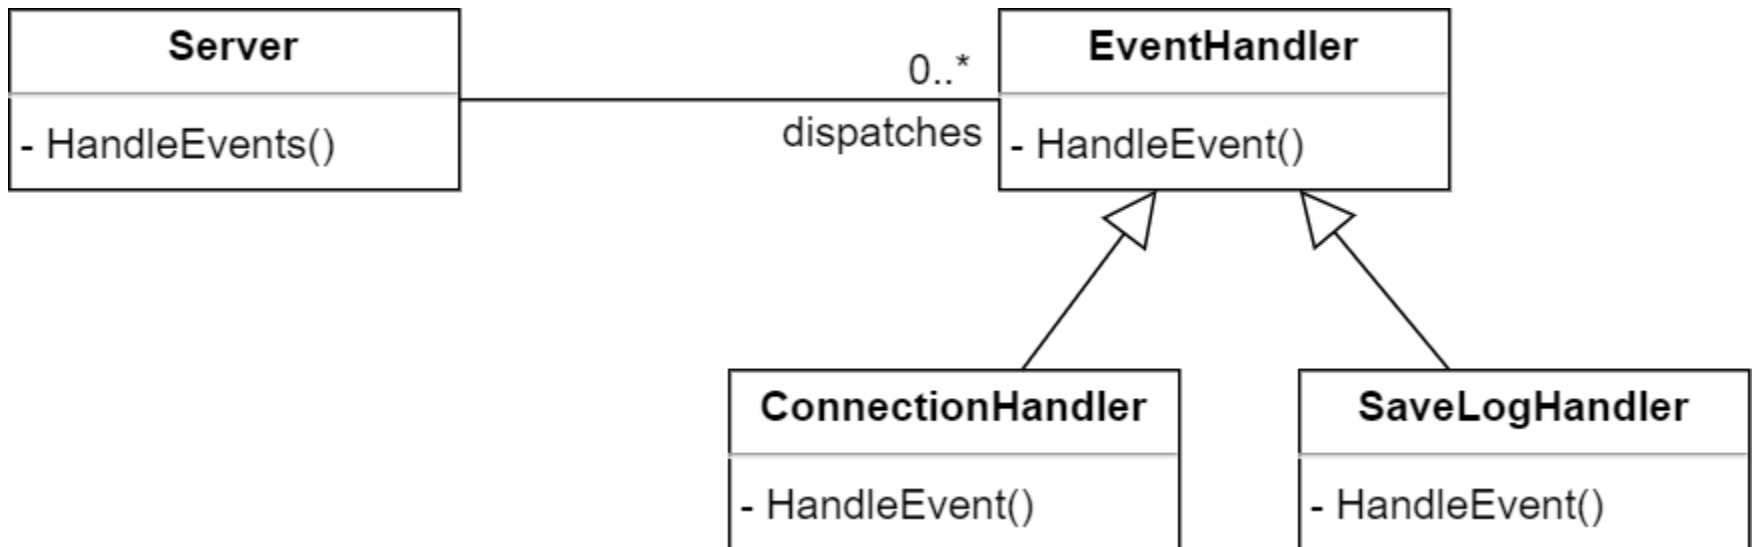 Server
- HandleEvents()
0..*
dispatches
EventHandler
- HandleEvent()
ConnectionHandler
- HandleEvent()
SaveLogHandler
- HandleEvent()